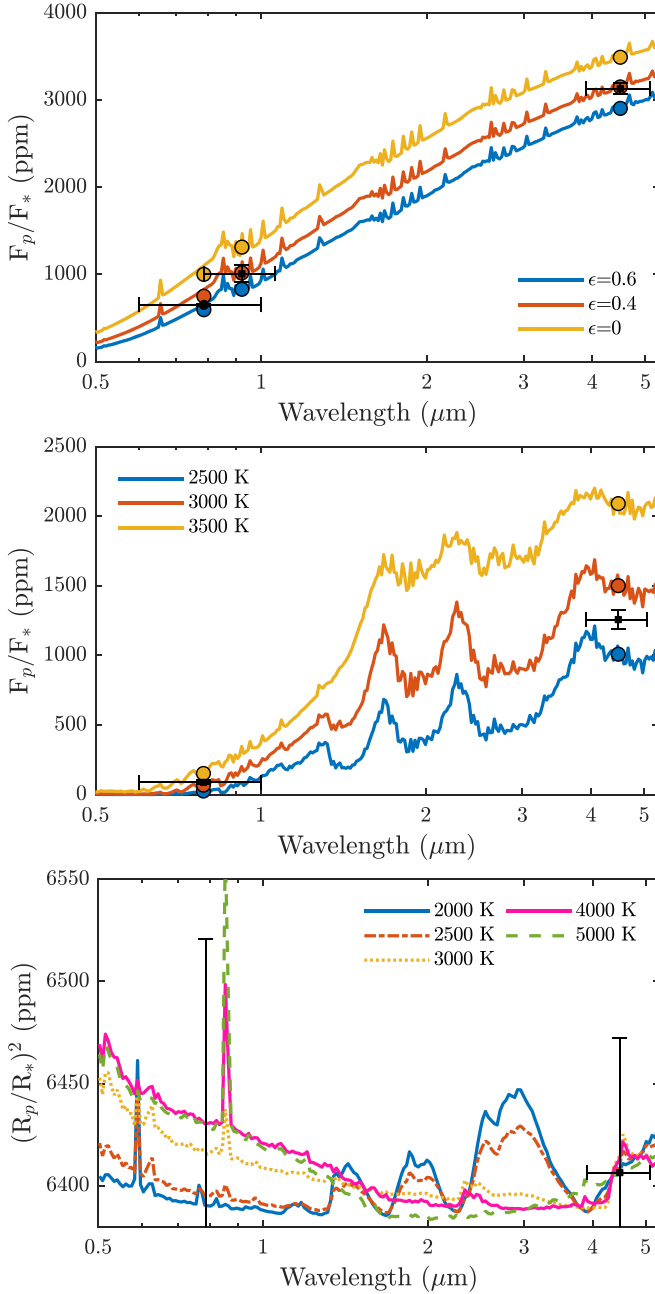 4000
3000
2000
1000
0
F_p/F_* (ppm)
ϵ=0.6
ϵ=0.4
ϵ=0
0.5 1 2 3 4 5
Wavelength (μm)
2500
2000
1500
1000
500
0
F_p/F_* (ppm)
2500 K
3000 K
3500 K
0.5 1 2 3 4 5
Wavelength (μm)
6550
6500
6450
6400
(R_p/R_*)^2 (ppm)
2000 K 4000 K
2500 K 5000 K
3000 K
0.5 1 2 3 4 5
Wavelength (μm)